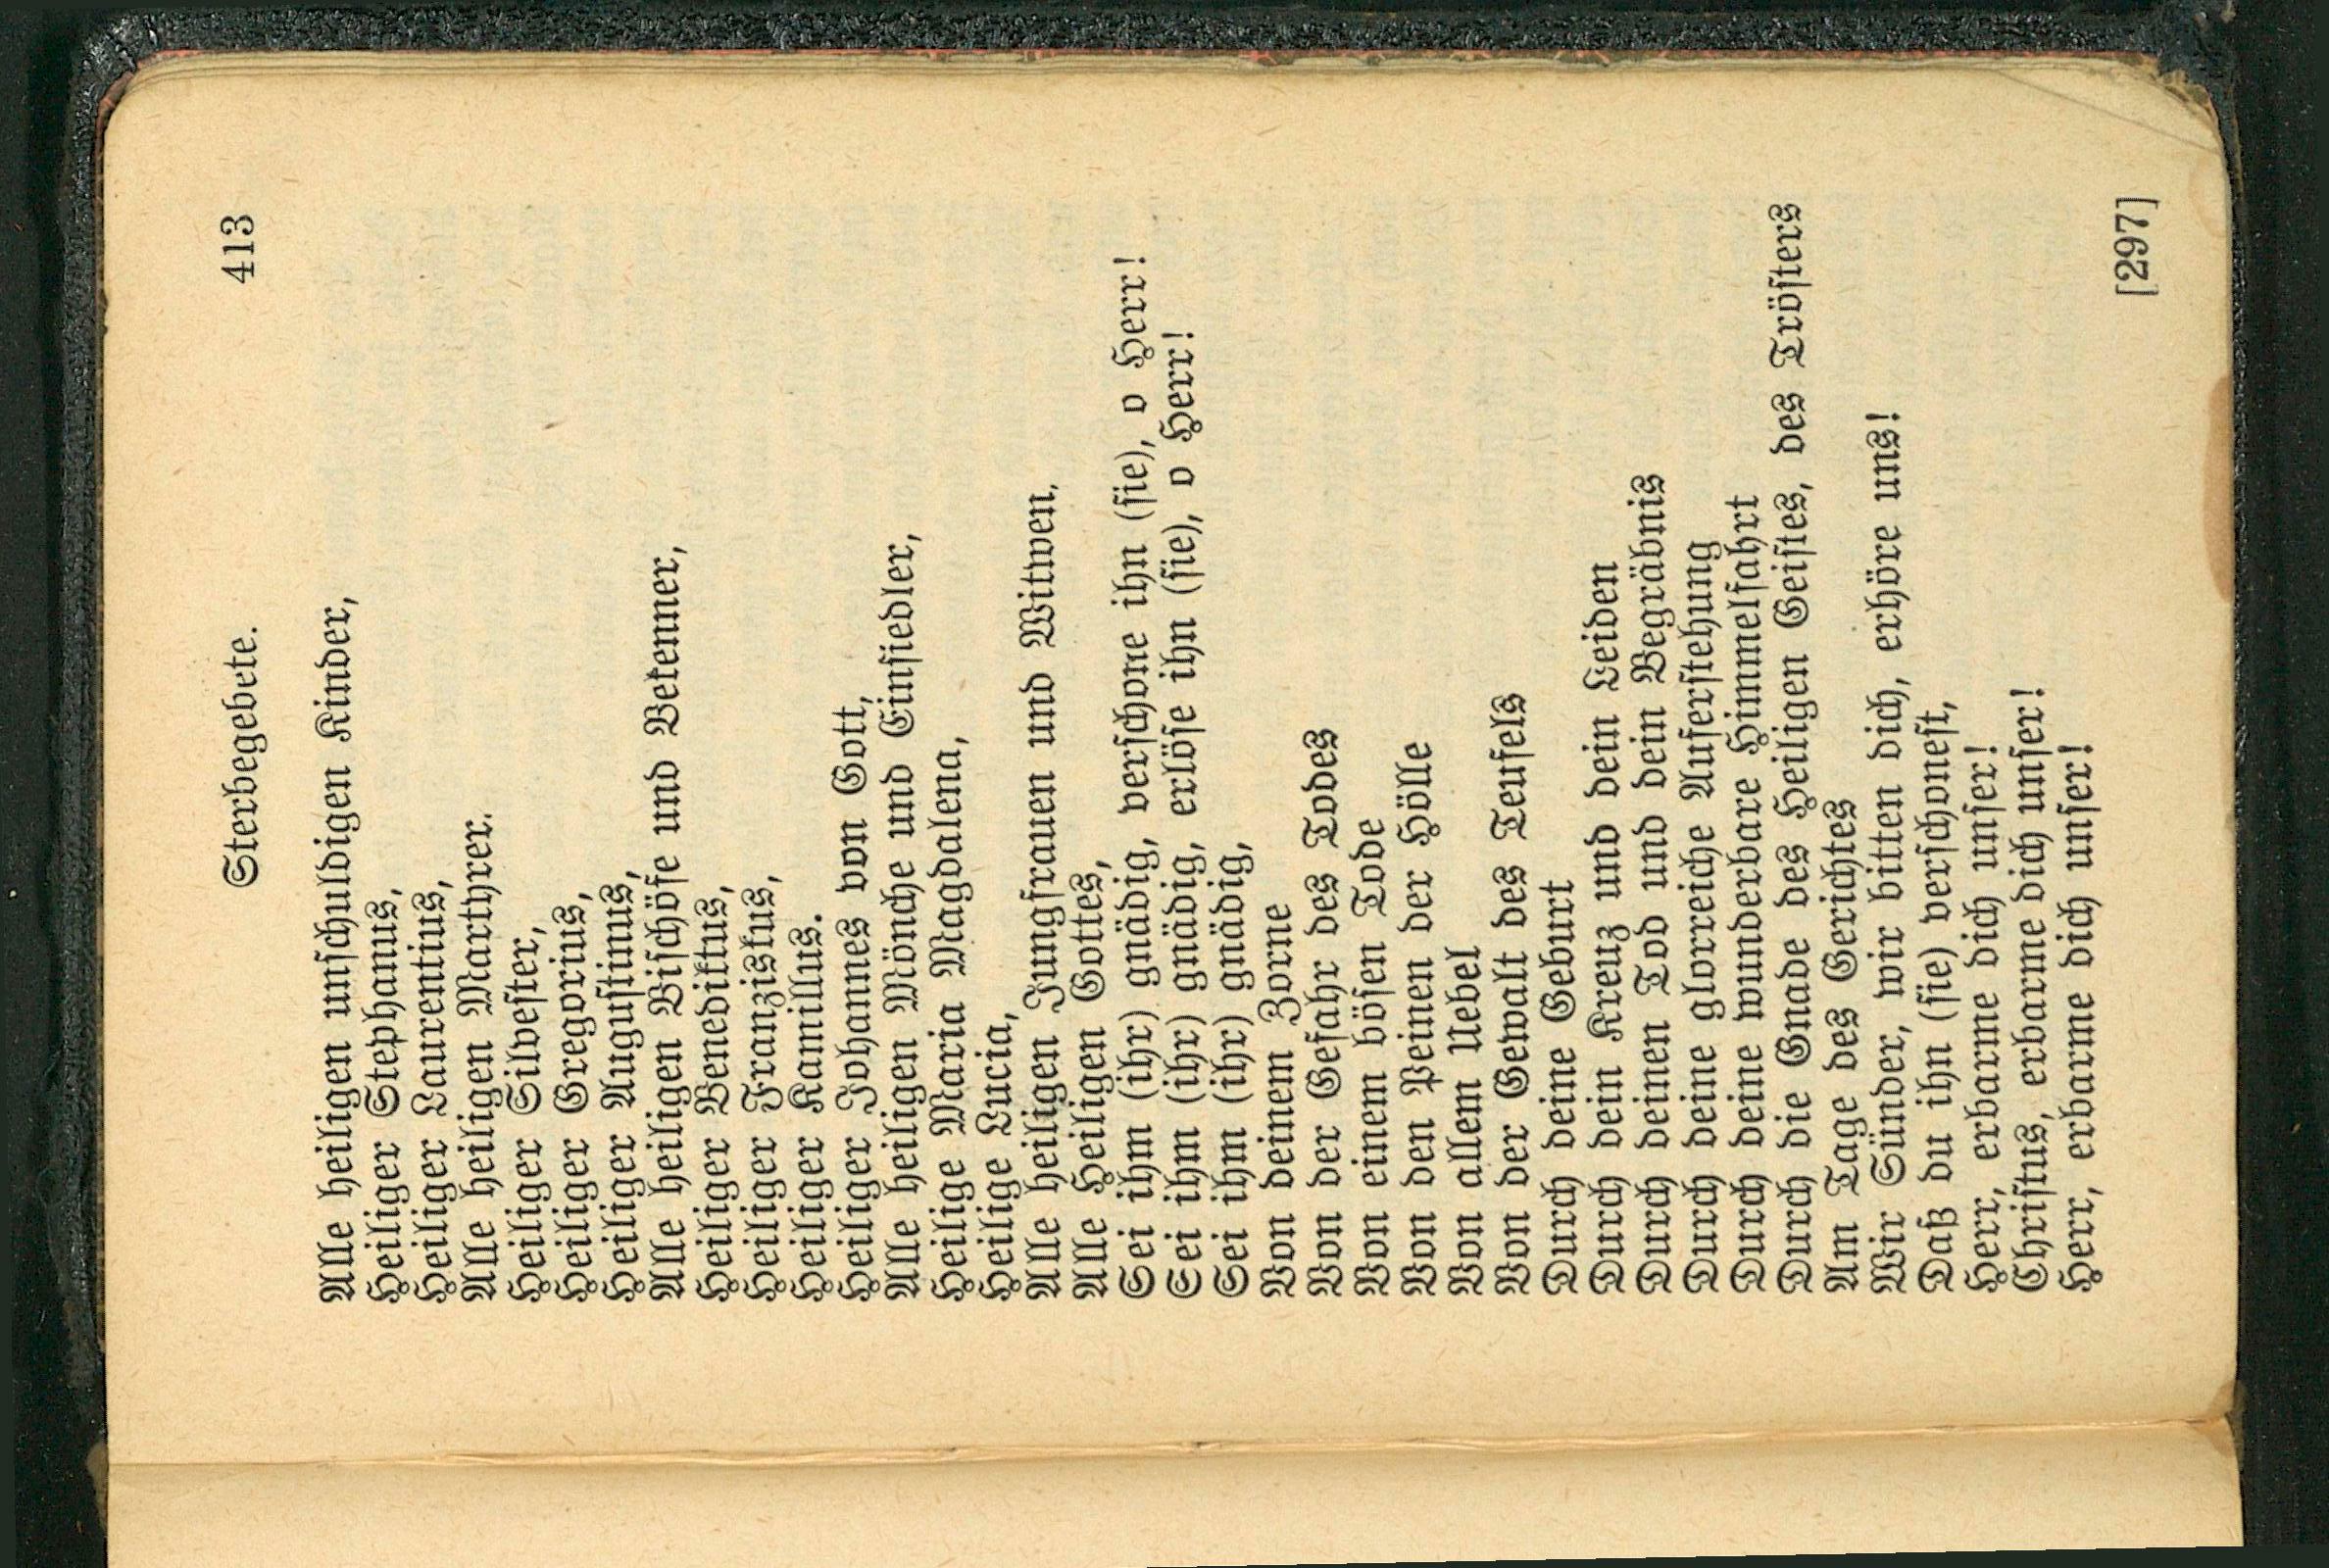 Sterbegebete. 413
Alle heiligen unſchuldigen Kinder,
Heiliger Stephanus,
Heiliger Laurentius,
Alle heiligen Marthrer.
Heiliger Silveſter,
Heiliger Gregorius,
Heiliger Auguſtinus,
Alle heiligen Biſchöfe und Bekenner,
Heiliger Benediktus,
Heiliger Franziskus,
Heiliger Kamillus.
Heiliger Johannes von Gott,
Alle heiligen Mönche und Einſiedler,
Heilige Maria Magdalena,
Heilige Lucia,
Alle heiligen Jungfrauen und Witwen,
Alle Heiligen Gottes,
Sei ihm (ihr) gnädig, verſchone ihn (ſie), o Herr!
Sei ihm (ihr) gnädig, erlöſe ihn (ſie), o Herr!
Sei ihm (ihr) gnädig,
Von deinem Zorne
Von der Gefahr des Todes
Von einem böſen Tode
Von den Peinen der Hölle
Von allem Uebel
Von der Gewalt des Teufels
Durch deine Geburt
Durch dein Kreuz und dein Leiden
Durch deinen Tod und dein Begräbnis
Durch deine glorreiche Auferſtehung
Durch deine wunderbare Himmelfahrt
Durch die Gnade des Heiligen Geiſtes, des Tröſters
Am Tage des Gerichtes
Wir Sünder, wir bitten dich, erhöre uns!
Daß du ihn (ſie) verſchoneſt,
Herr, erbarme dich unſer!
Chriſtus, erbarme dich unſer!
Herr, erbarme dich unſer!
[297]